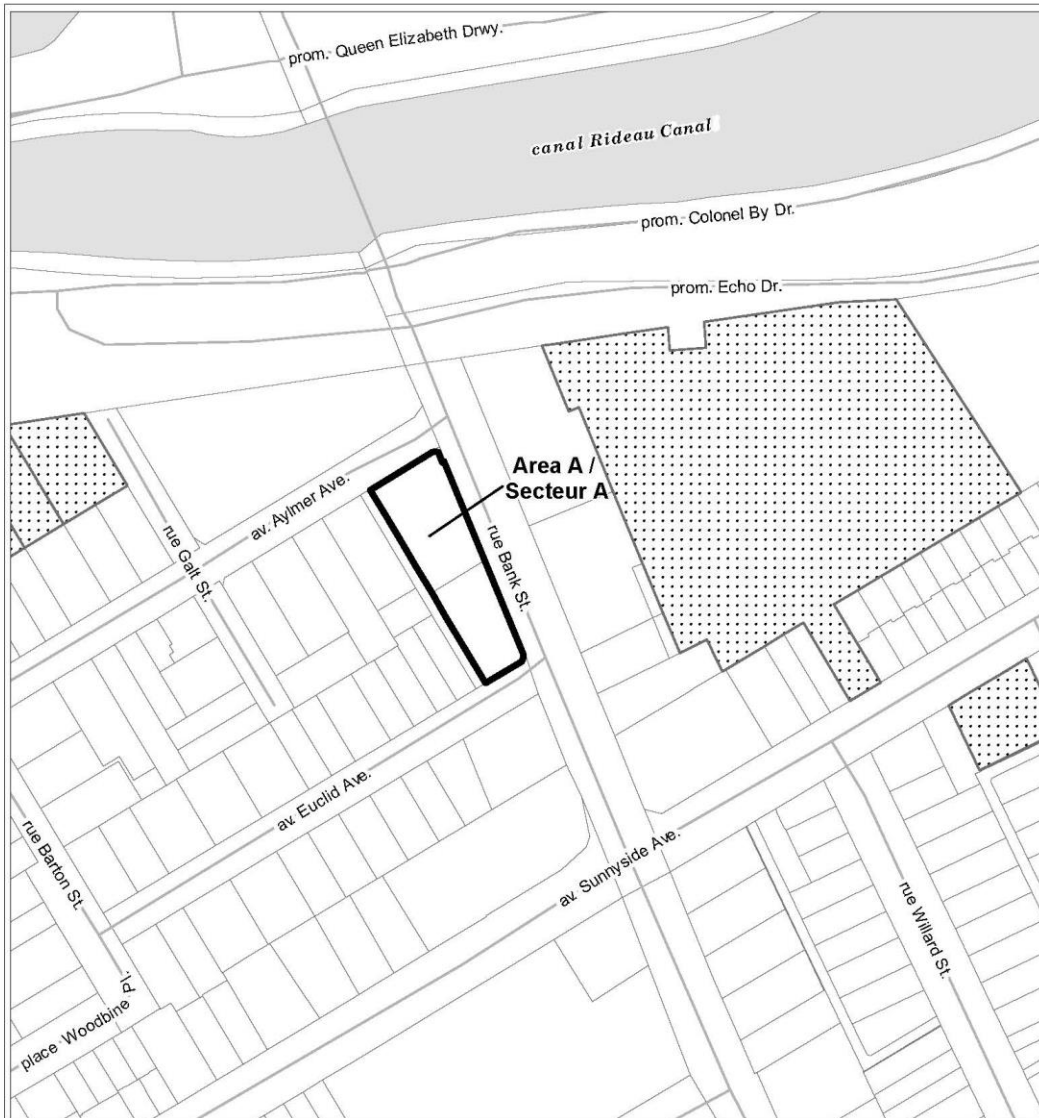 prom. Queen Elizabeth Drwy.
canal Rideau Canal
prom. Colonel By Dr.
prom. Echo Dr.
Area A /
Secteur A
av. Aylmer Ave.
rue Galt St.
rue Bank St.
av. Euclid Ave.
rue Barton St.
av. Sunnyside Ave.
rue Willard St.
place Woodbine Pl.